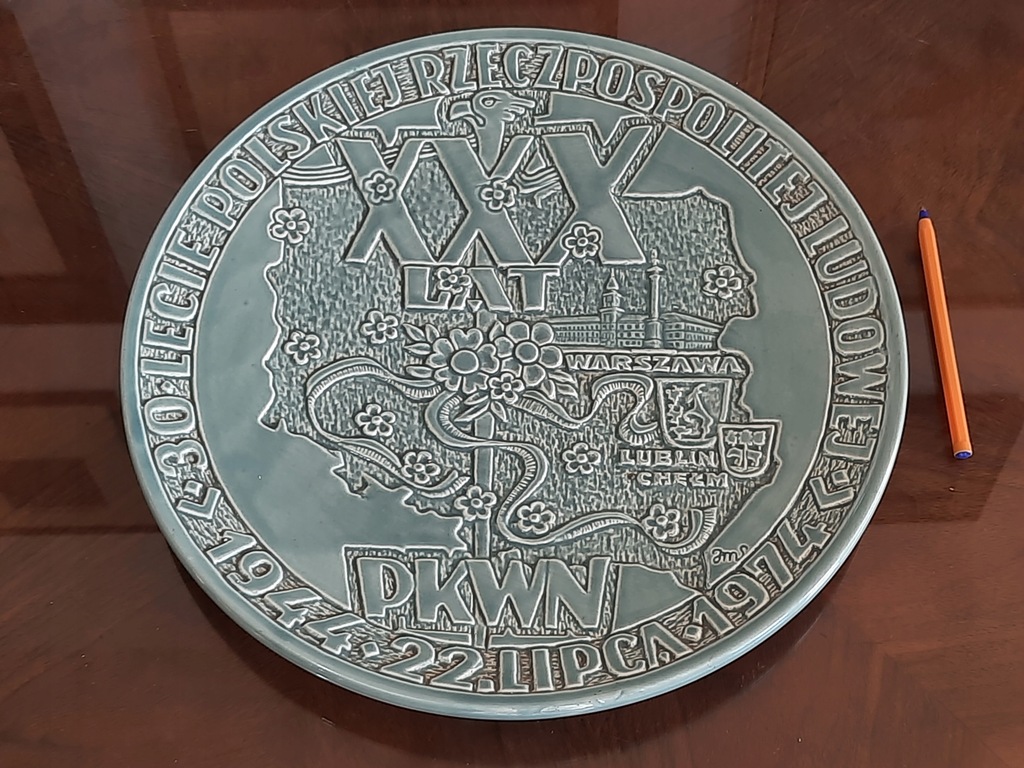 30 LECIE POLSKIEJ RZECZPOSPOLITEJ LUDOWEJ
XXX
LAT
WARSZAWA
LUBLIN
CHEŁM
PKWN
1944 · 22. LIPCA · 1974